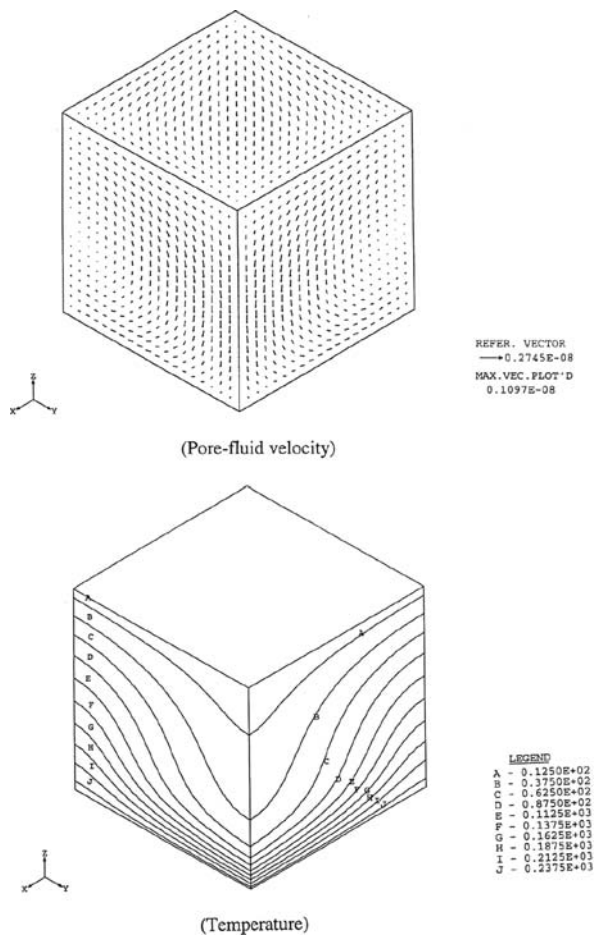 REFER. VECTOR
0.2745E-08
MAX.VEC.PLOT'D
0.1097E-08
Z
X Y
(Pore-fluid velocity)
A
B
C
D
E
F
G
H
I
J
A
B
C
D
E
F
G
H
I
J
LEGEND
A - 0.1250E+02
B - 0.3750E+02
C - 0.6250E+02
D - 0.8750E+02
E - 0.1125E+03
F - 0.1375E+03
G - 0.1625E+03
H - 0.1875E+03
I - 0.2125E+03
J - 0.2375E+03
Z
X Y
(Temperature)